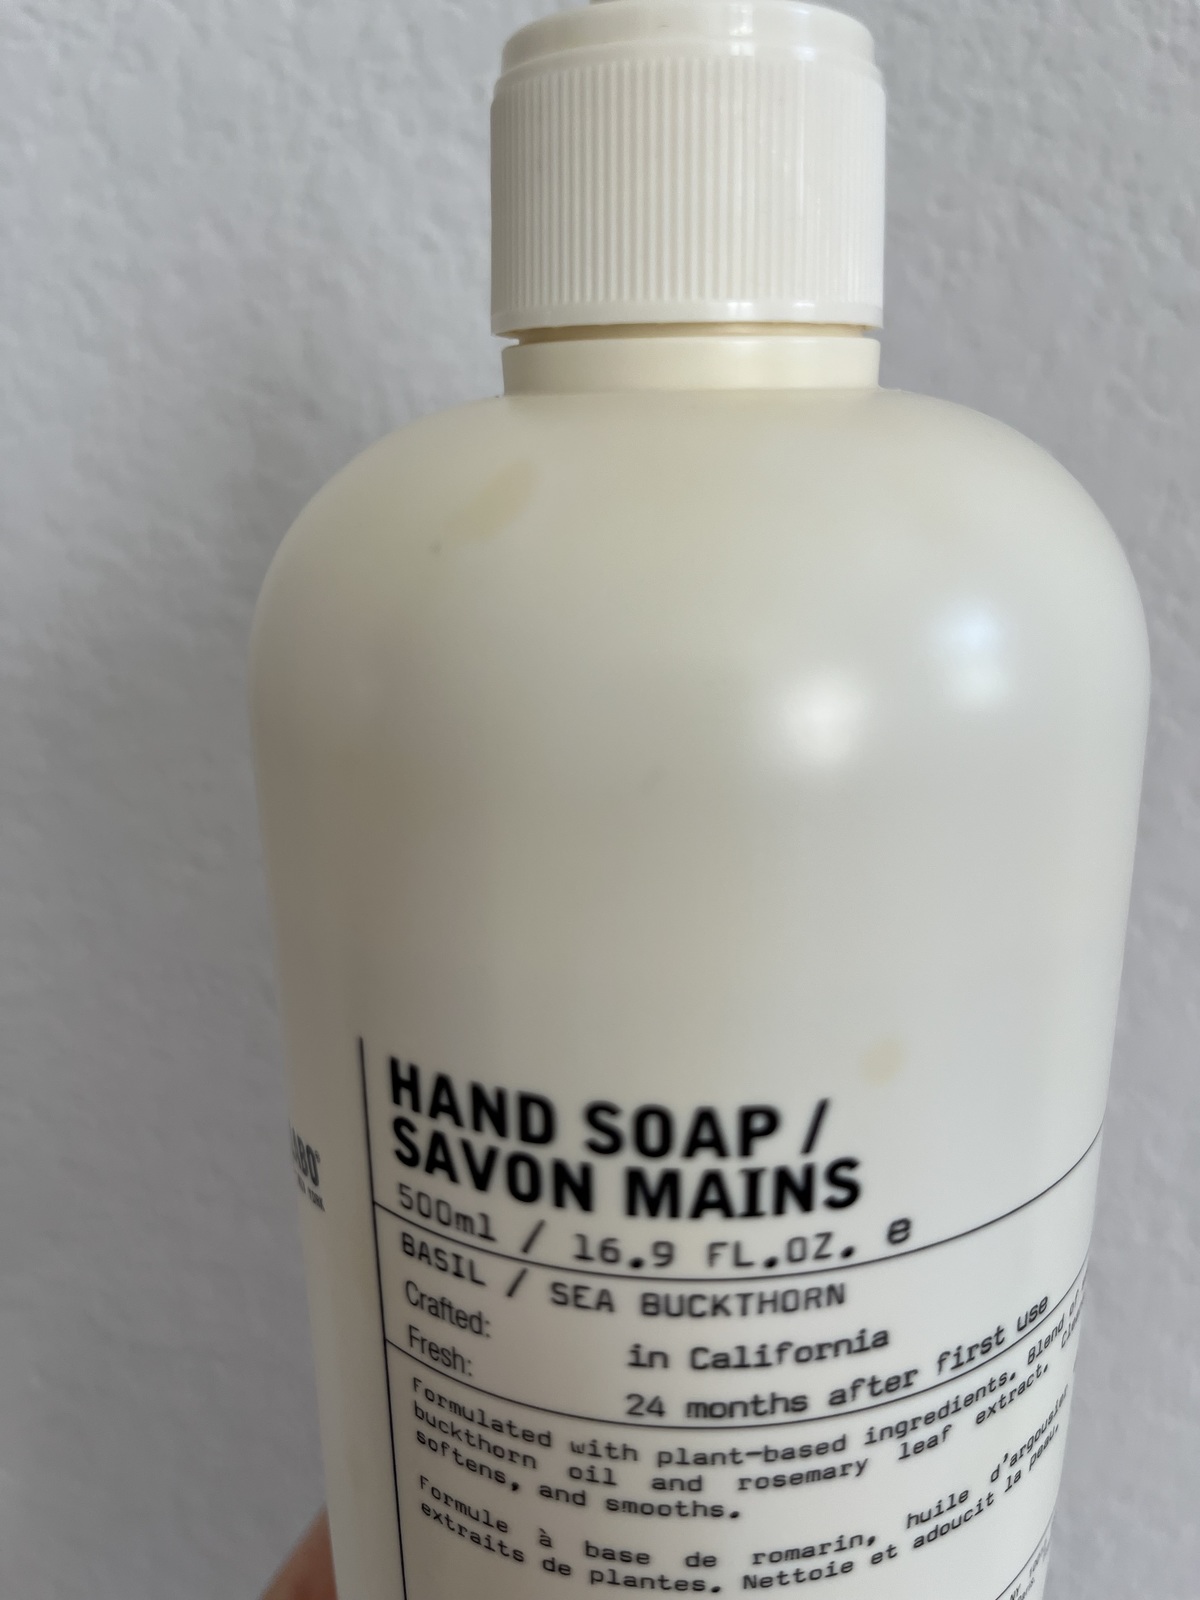 HAND SOAP /
SAVON MAINS
500ml / 16.9 FL.OZ. e
BASIL / SEA BUCKTHORN
Crafted: in California
Fresh: 24 months after first use
Formulated with plant-based ingredients. Blend of
buckthorn oil and rosemary leaf extract.
softens, and smooths.
Formule à base de romarin, huile d'argousier
extraits de plantes. Nettoie et adoucit la peau.